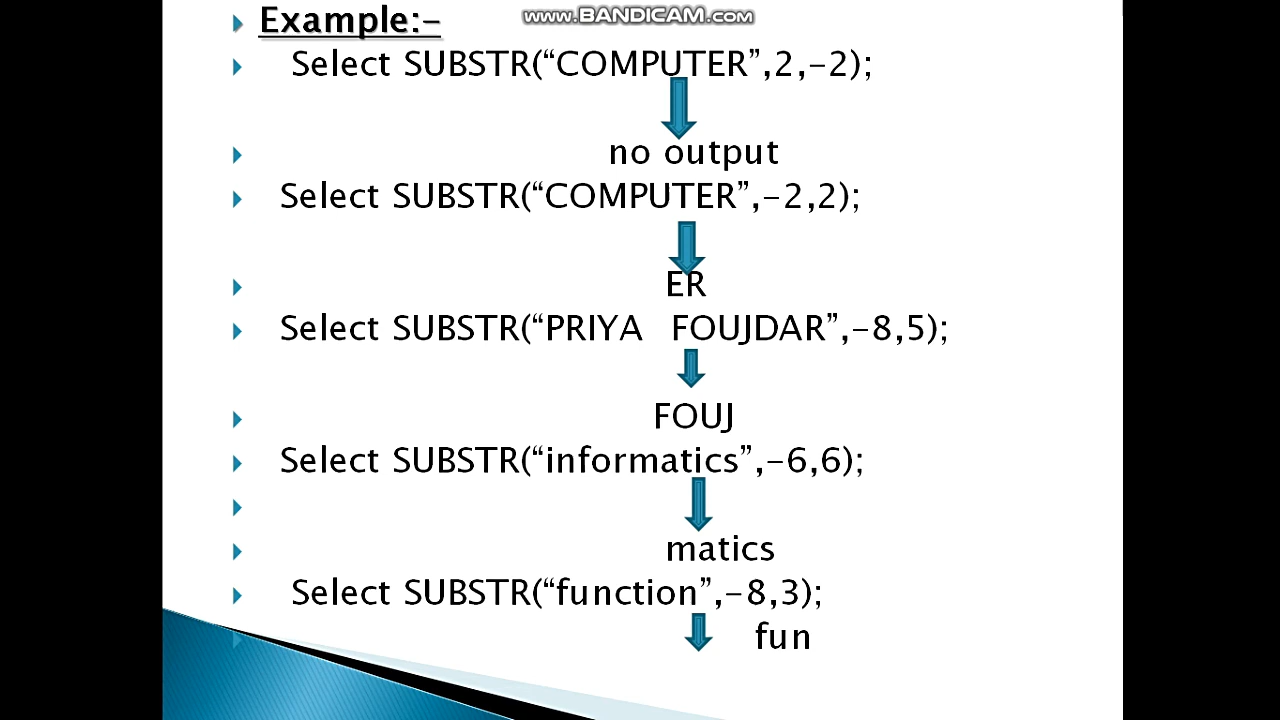 www.BANDICAM.com
Example:-
Select SUBSTR(“COMPUTER”,2,-2);
no output
Select SUBSTR(“COMPUTER”,-2,2);
ER
Select SUBSTR(“PRIYA  FOUJDAR”,-8,5);
FOUJ
Select SUBSTR(“informatics”,-6,6);
matics
Select SUBSTR(“function”,-8,3);
fun